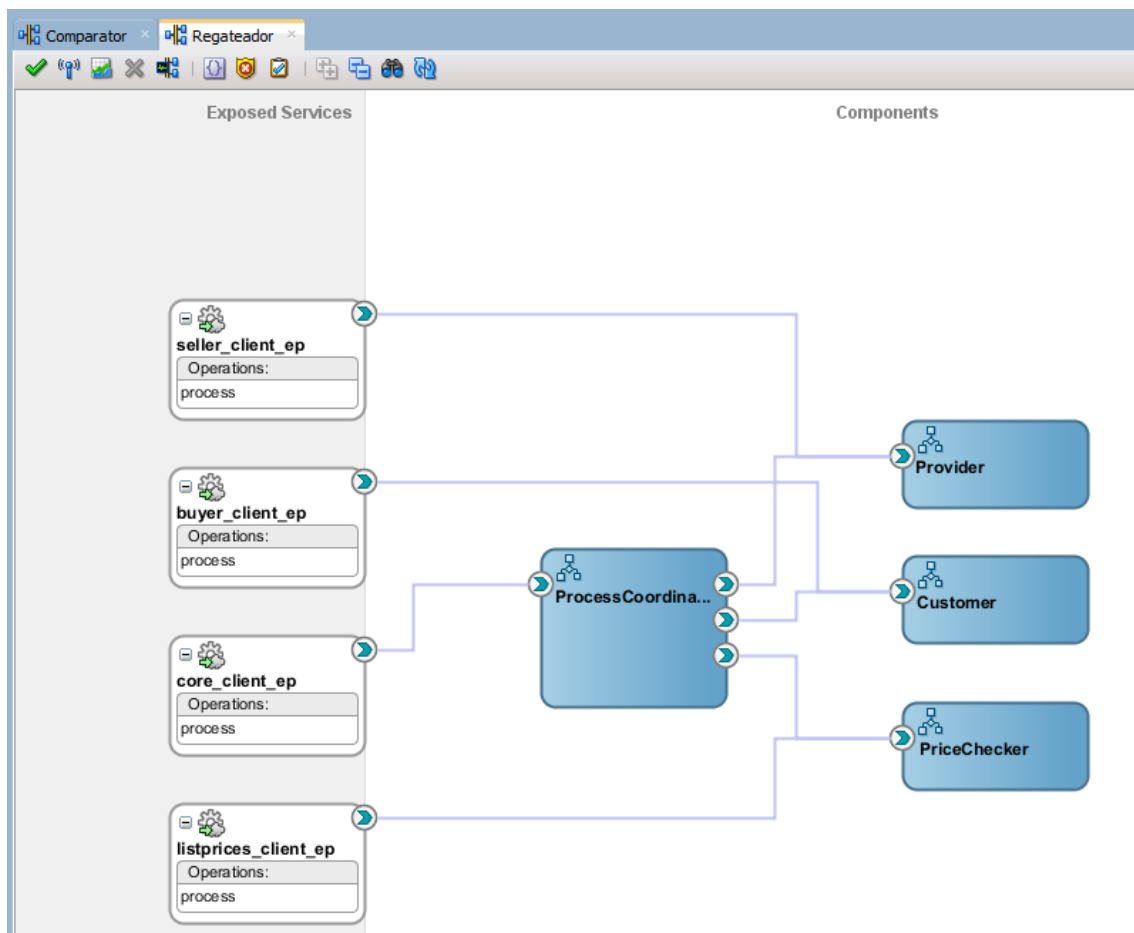 Comparator
Regateador
Exposed Services
Components
seller_client_ep
Operations:
process
buyer_client_ep
Operations:
process
core_client_ep
Operations:
process
listprices_client_ep
Operations:
process
ProcessCoordina...
Provider
Customer
PriceChecker